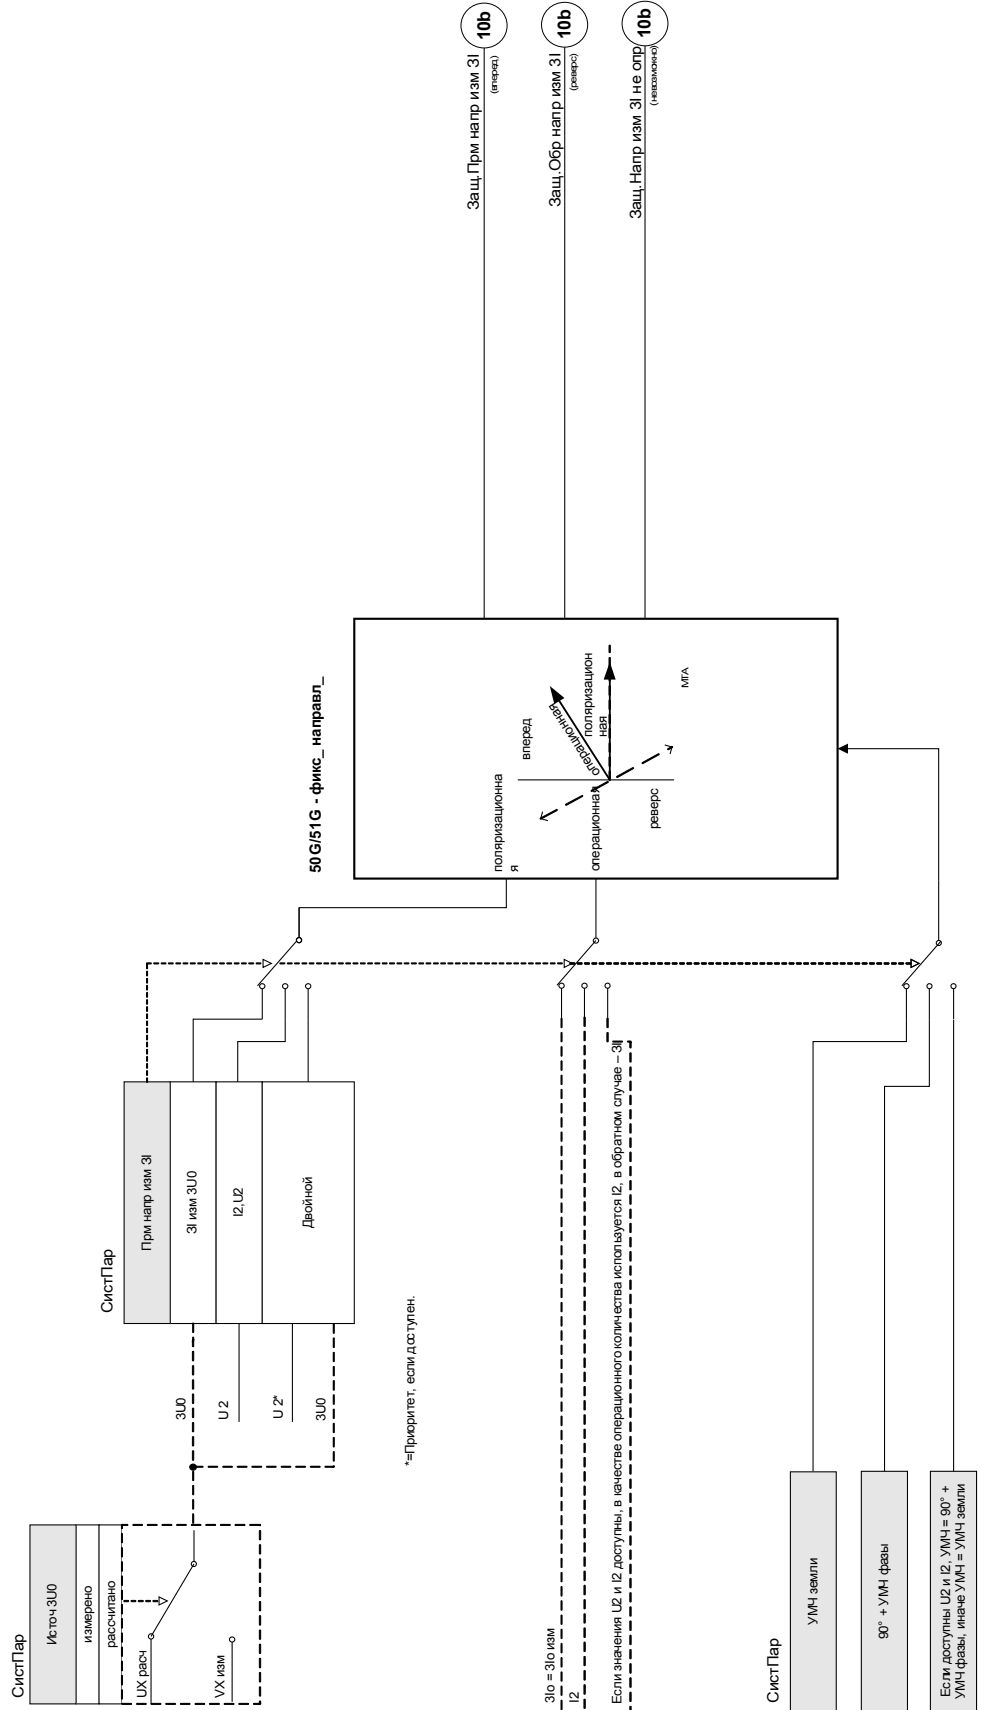 СистПар
Источ 3U0
измерено
рассчитано
UX расч
VX изм
3U0
U 2
U 2*
3U0
*=Приоритет, если доступен.
СистПар
Прм напр изм 3I
3I изм 3U0
I2,U2
Двойной
3Io = 3Io изм
I2
Если значения U2 и I2 доступны, в качестве операционного количества используется I2, в обратном случае – 3I
СистПар
УМЧ земли
90° + УМЧ фазы
Если доступны U2 и I2, УМЧ = 90° +
УМЧ фазы, иначе УМЧ = УМЧ земли
50G/51G - фикс_ направл_
поляризационна
я
операционная
вперед
операционная
поляризацион
ная
реверс
МТА
Защ.Прм напр изм 3I
(вперед)
10b
Защ.Обр напр изм 3I
(реверс)
10b
Защ.Напр изм 3I не опр
(невозможно)
10b